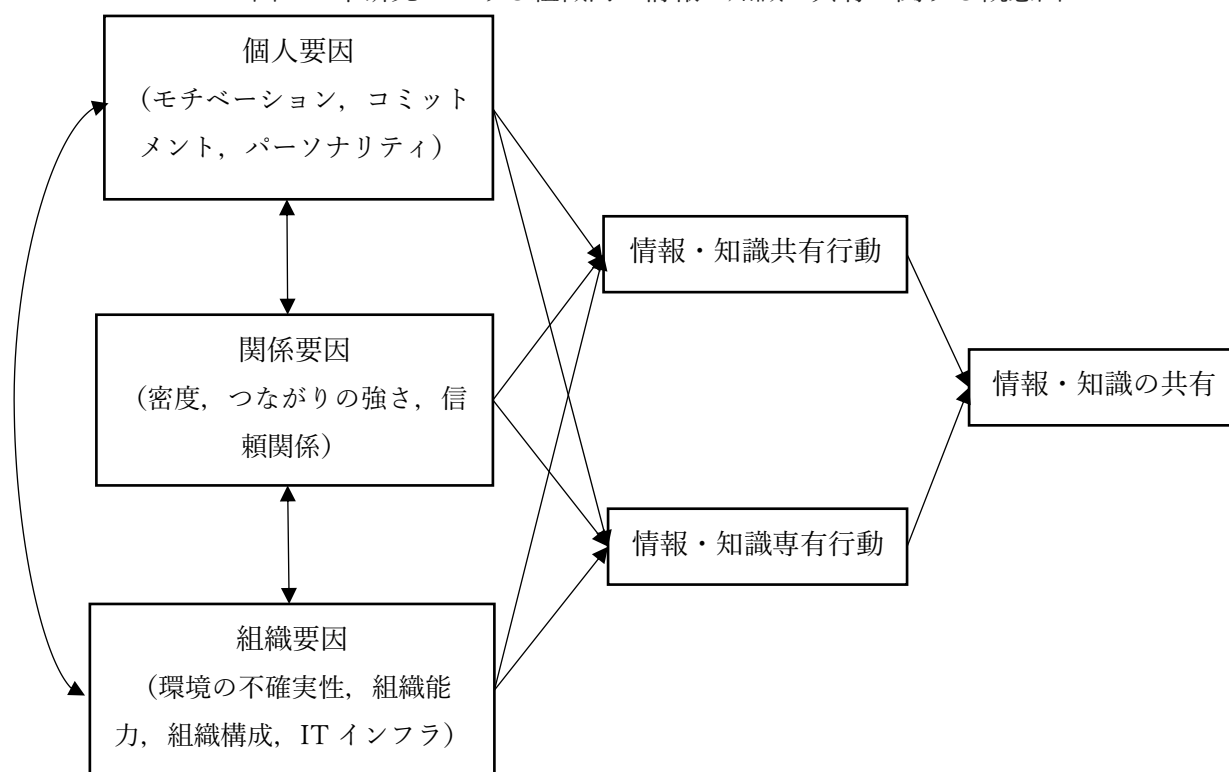 個人要因
（モチベーション，コミット
メント，パーソナリティ）
情報・知識共有行動
関係要因
（密度，つながりの強さ，信
頼関係）
情報・知識の共有
情報・知識専有行動
組織要因
（環境の不確実性，組織能
力，組織構成，IT インフラ）